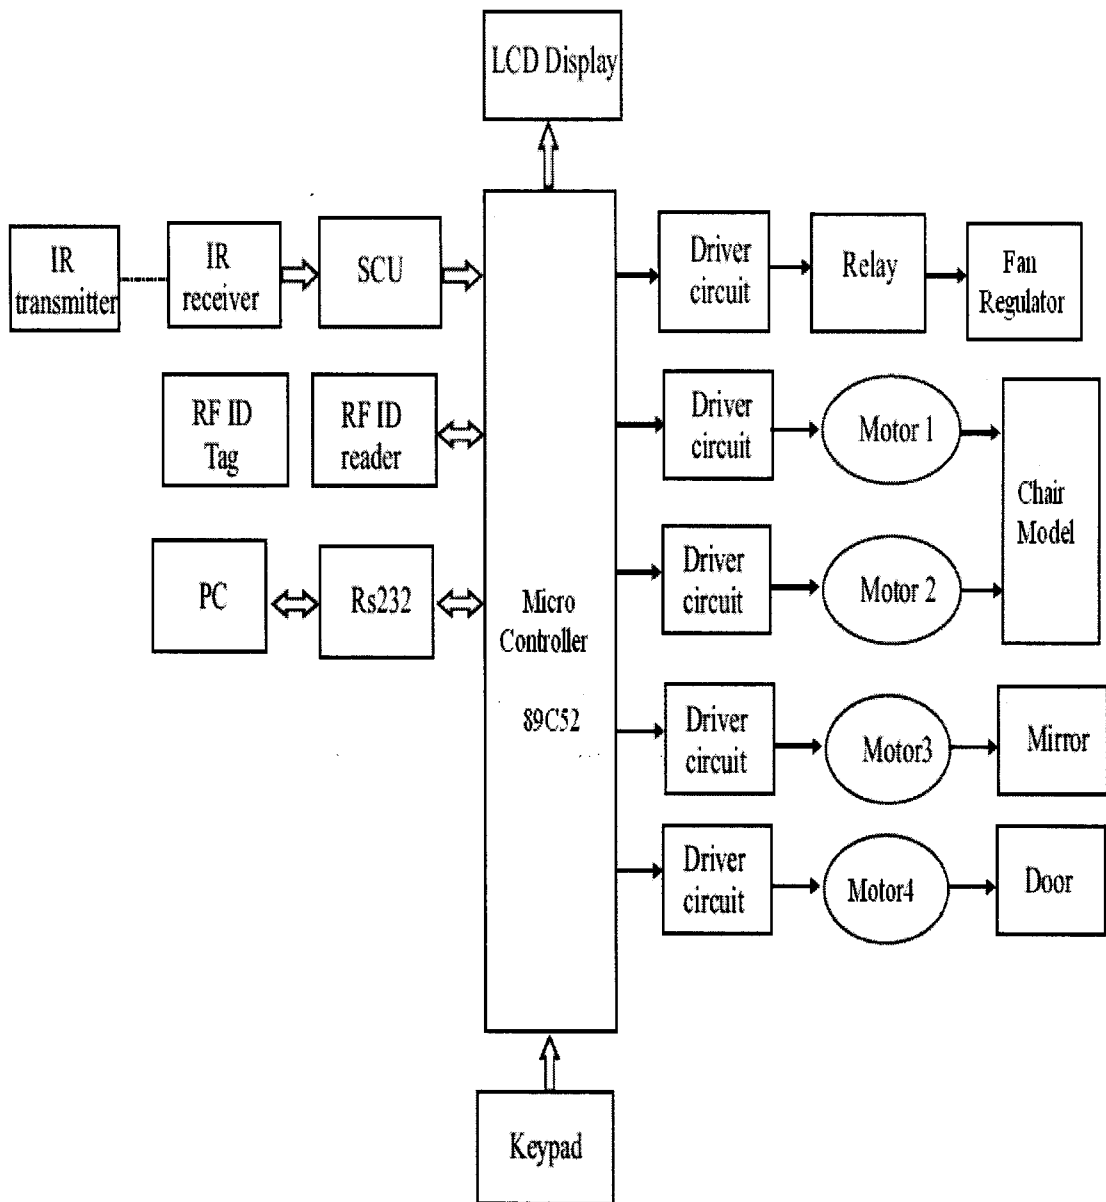 LCD Display
IR
transmitter
IR
receiver
SCU
Driver
circuit
Relay
Fan
Regulator
RF ID
Tag
RF ID
reader
Driver
circuit
Motor 1
Chair
Model
PC
Rs232
Micro
Controller
89C52
Driver
circuit
Motor 2
Driver
circuit
Motor3
Mirror
Driver
circuit
Motor4
Door
Keypad